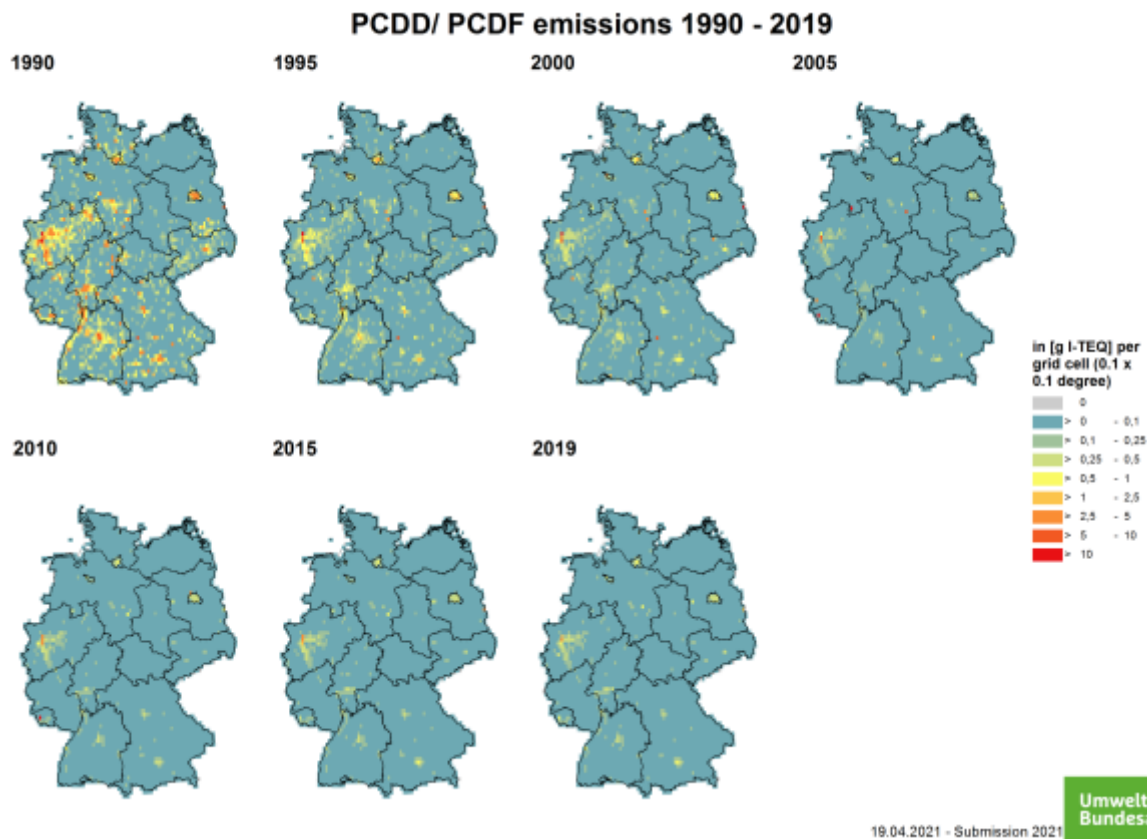 PCDD/ PCDF emissions 1990 - 2019
1990
1995
2000
2005
in [g I-TEQ] per
grid cell (0.1 x
0.1 degree)
0
> 0 - 0,1
> 0,1 - 0,25
> 0,25 - 0,5
> 0,5 - 1
> 1 - 2,5
> 2,5 - 5
> 5 - 10
> 10
2010
2015
2019
Umwelt
Bundes
19.04.2021 - Submission 2021